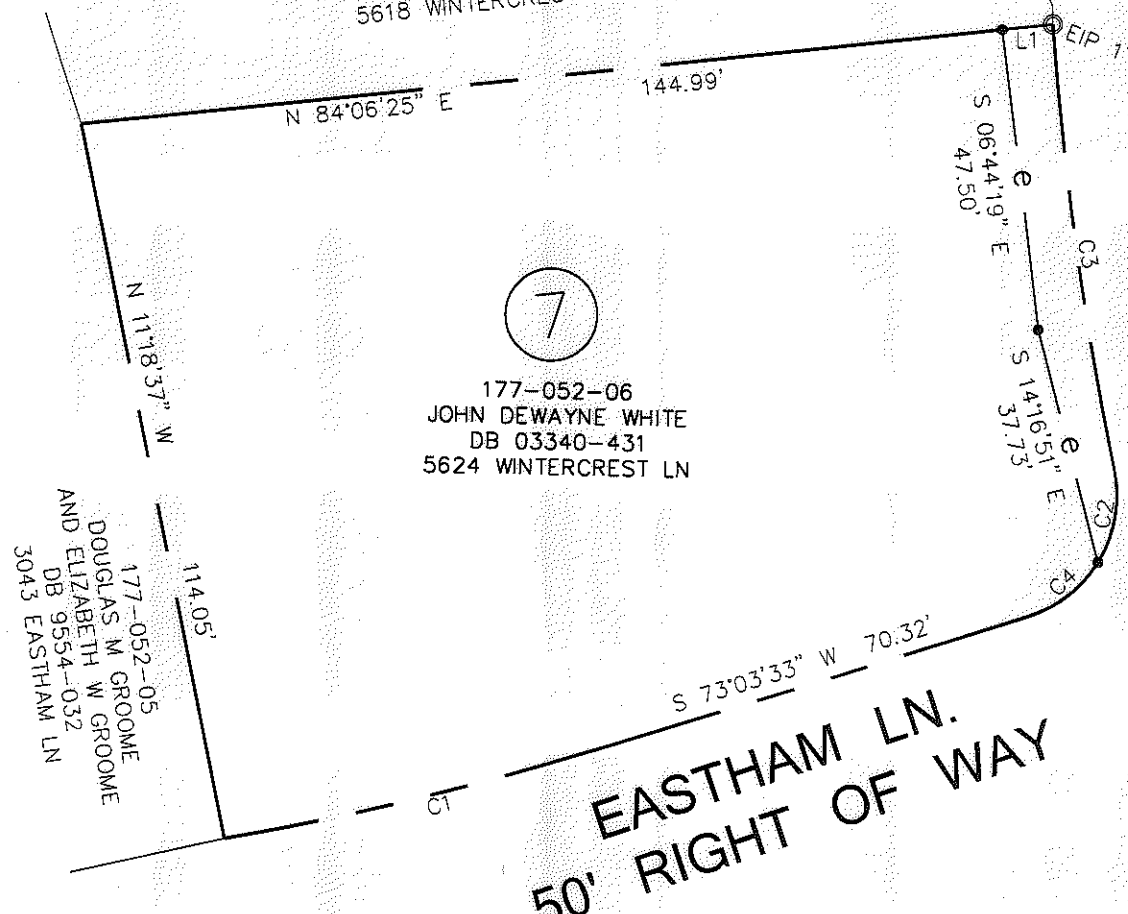 5618 WINTERCRES
L1
EIP 1
N 84°06'25" E
144.99'
S 06°44'19" E
47.50'
e
C3
N 11°18'37" W
114.05'
7
177-052-06
JOHN DEWAYNE WHITE
DB 03340-431
5624 WINTERCREST LN
S 14°16'51" E
37.73'
e
C2
C4
177-052-05
DOUGLAS M GROOME
AND ELIZABETH W GROOME
DB 9554-032
3043 EASTHAM LN
S 73°03'33" W 70.32'
C1
EASTHAM LN.
50' RIGHT OF WAY